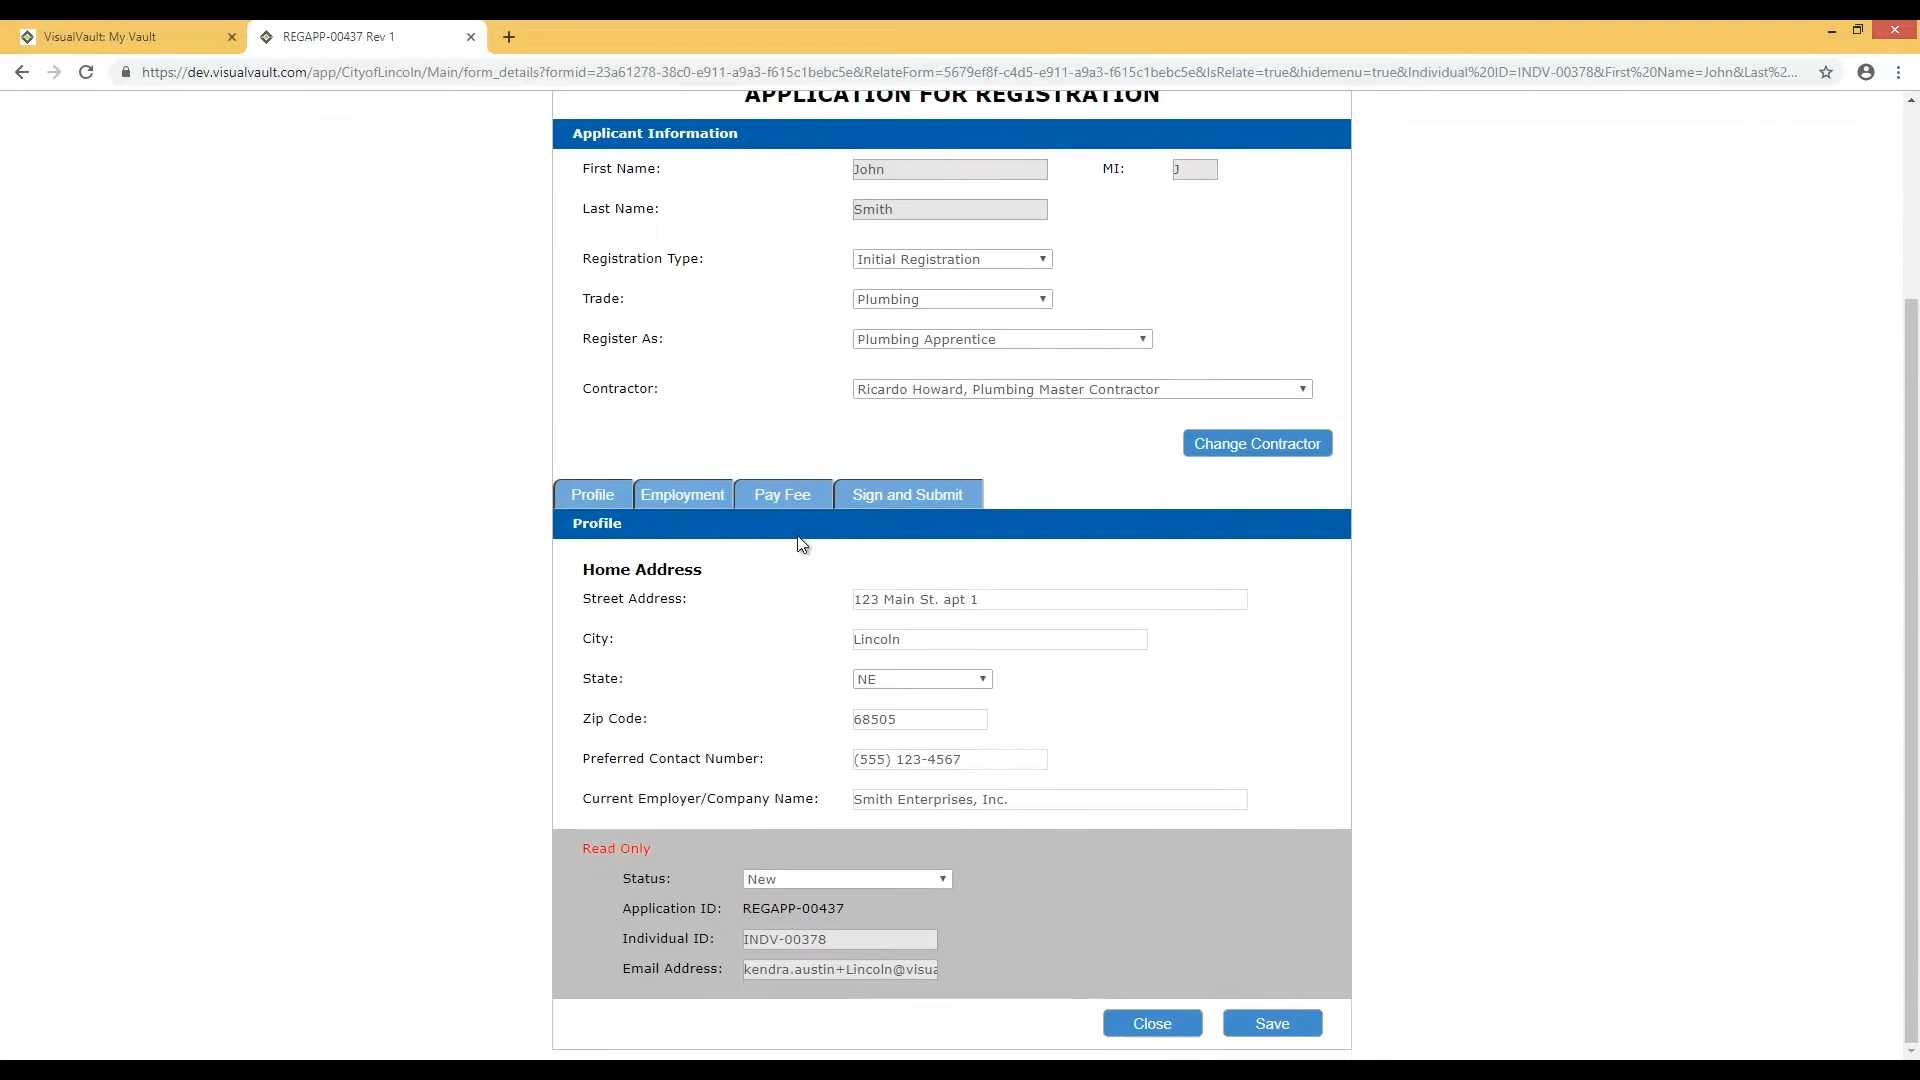 VisualVault: My Vault
REGAPP-00437 Rev 1
https://dev.visualvault.com/app/CityofLincoln/Main/form_details?formid=23a61278-38c0-e911-a9a3-f615c1bebc5e&RelateForm=5679ef8f-c4d5-e911-a9a3-f615c1bebc5e&IsRelate=true&hidemenu=true&Individual%20ID=INDV-00378&First%20Name=John&Last%2...
APPLICATION FOR REGISTRATION
Applicant Information
First Name: John MI: J
Last Name: Smith
Registration Type: Initial Registration
Trade: Plumbing
Register As: Plumbing Apprentice
Contractor: Ricardo Howard, Plumbing Master Contractor
Change Contractor
Profile Employment Pay Fee Sign and Submit
Profile
Home Address
Street Address: 123 Main St. apt 1
City: Lincoln
State: NE
Zip Code: 68505
Preferred Contact Number: (555) 123-4567
Current Employer/Company Name: Smith Enterprises, Inc.
Read Only
Status: New
Application ID: REGAPP-00437
Individual ID: INDV-00378
Email Address: kendra.austin+Lincoln@visua
Close Save